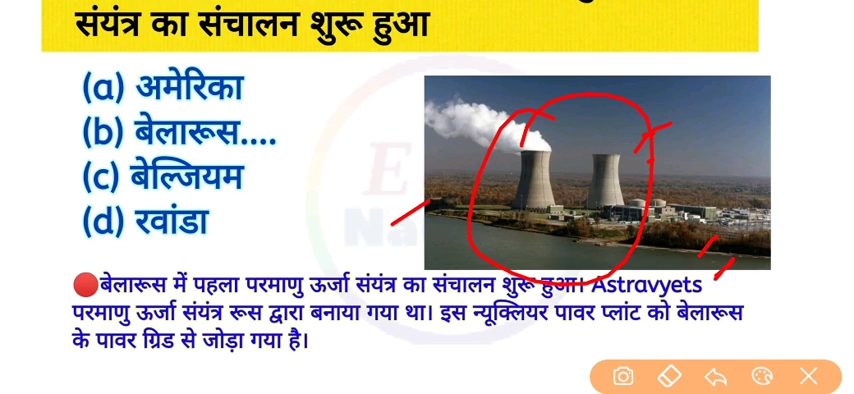 संयंत्र का संचालन शुरू हुआ
(a) अमेरिका
(b) बेलारूस....
(c) बेल्जियम
(d) रवांडा
बेलारूस में पहला परमाणु ऊर्जा संयंत्र का संचालन शुरू हुआ। Astravyets
परमाणु ऊर्जा संयंत्र रूस द्वारा बनाया गया था। इस न्यूक्लियर पावर प्लांट को बेलारूस
के पावर ग्रिड से जोड़ा गया है।